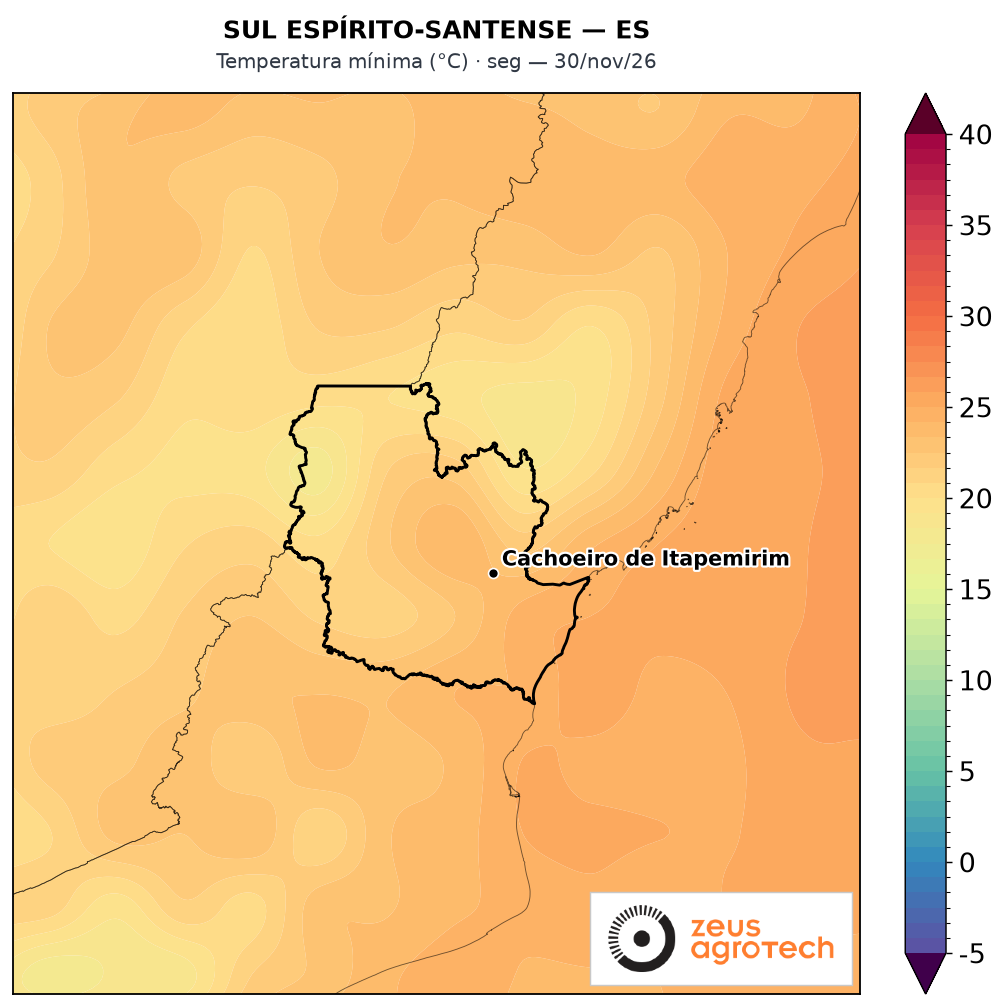 SUL ESPÍRITO-SANTENSE — ES
Temperatura mínima (°C) · seg — 30/nov/26
40
35
30
25
20
15
10
5
0
-5
Cachoeiro de Itapemirim
zeus
agrotech